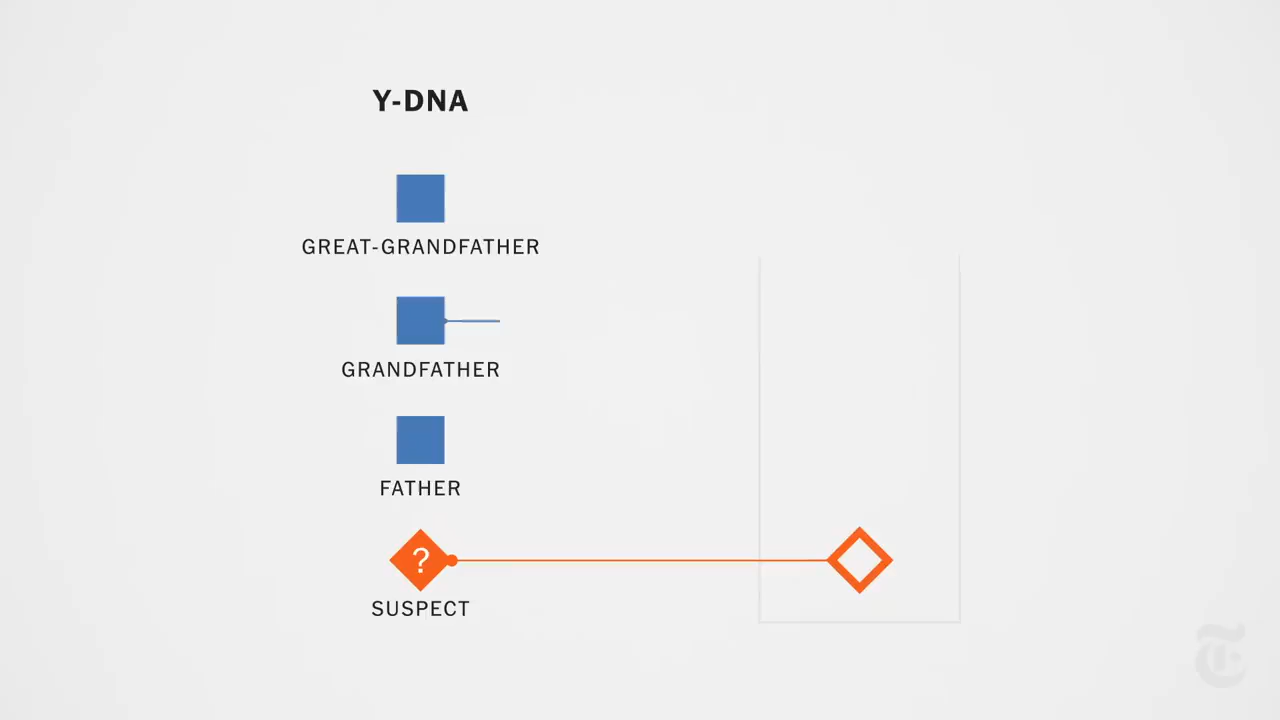 Y-DNA
GREAT-GRANDFATHER
GRANDFATHER
FATHER
?
SUSPECT
T